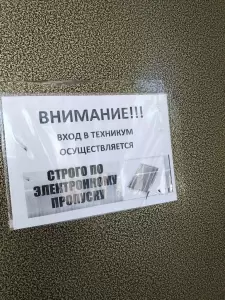 ВНИМАНИЕ!!!
ВХОД В ТЕХНИКУМ
ОСУЩЕСТВЛЯЕТСЯ
СТРОГО ПО
ЭЛЕКТРОННОМУ
ПРОПУСКУ